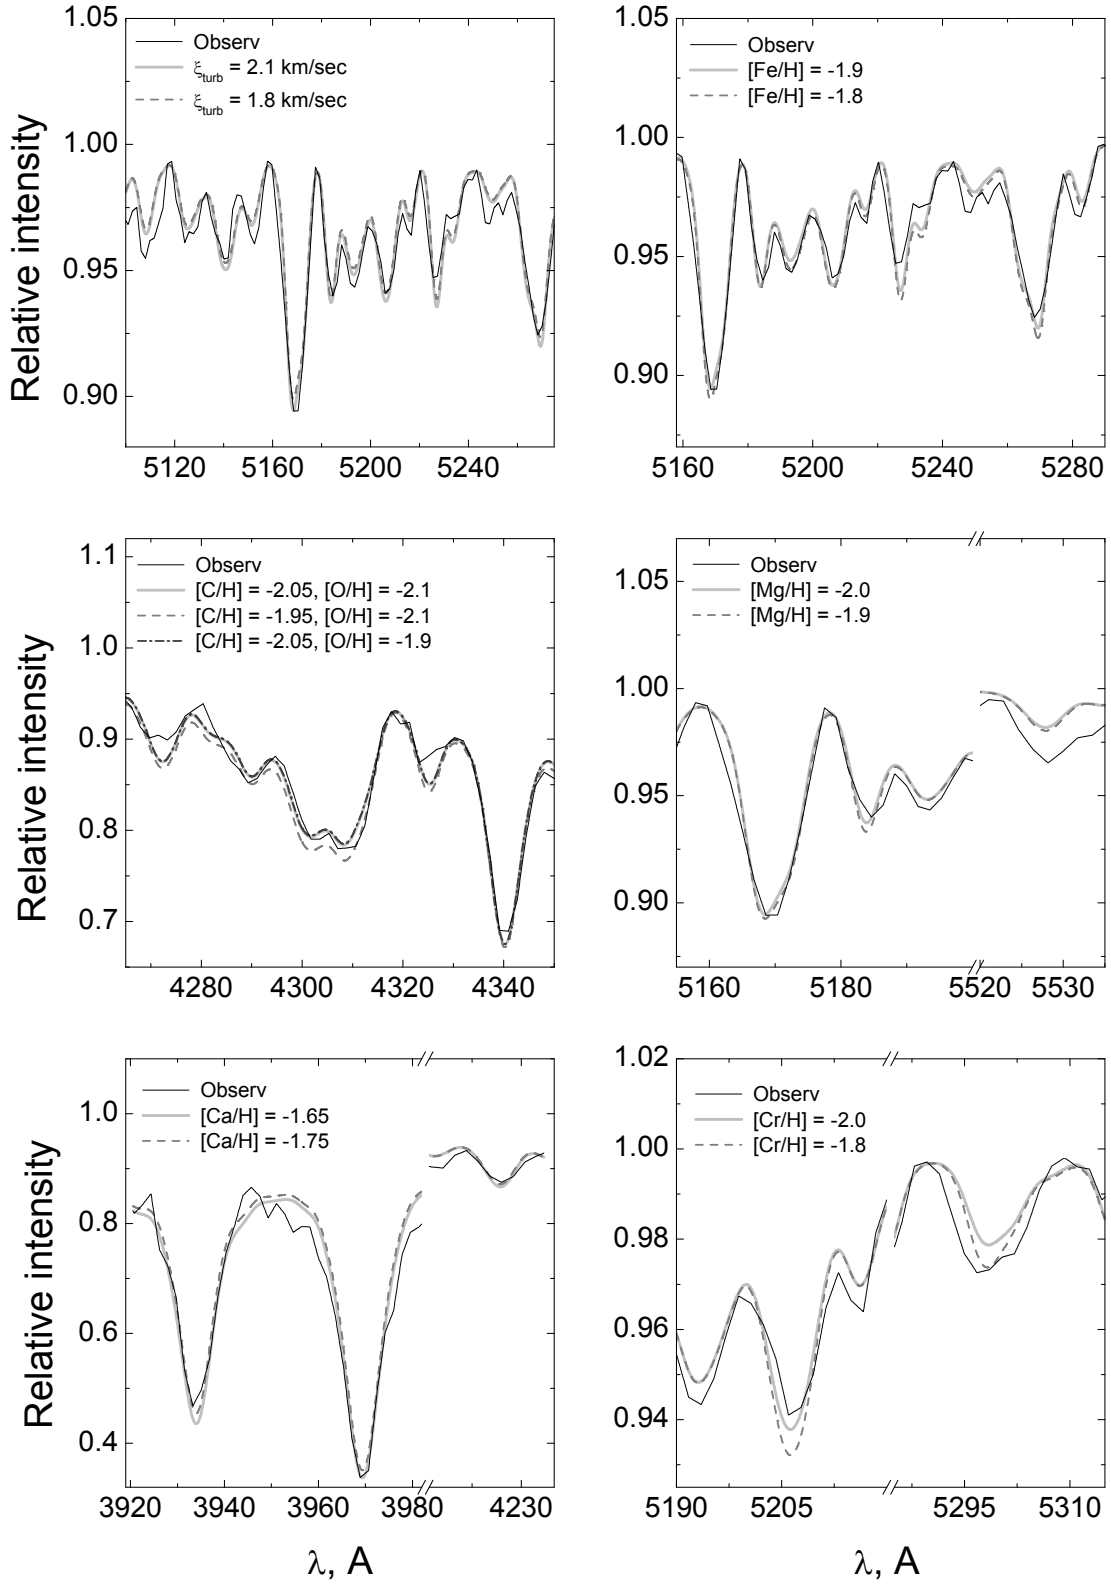 1.05
1.00
0.95
0.90
Relative intensity
Observ
ξturb = 2.1 km/sec
ξturb = 1.8 km/sec
5120 5160 5200 5240
1.05
1.00
0.95
0.90
Relative intensity
Observ
[Fe/H] = -1.9
[Fe/H] = -1.8
5160 5200 5240 5290
1.1
1.0
0.9
0.8
0.7
Relative intensity
Observ
[C/H] = -2.05, [O/H] = -2.1
[C/H] = -1.95, [O/H] = -2.1
[C/H] = -2.05, [O/H] = -1.9
4280 4300 4320 4340
1.05
1.00
0.95
0.90
Relative intensity
Observ
[Mg/H] = -2.0
[Mg/H] = -1.9
5160 5180 5520 5530
1.0
0.8
0.6
0.4
Relative intensity
Observ
[Ca/H] = -1.65
[Ca/H] = -1.75
3920 3940 3960 3980 4230
λ, A
1.02
1.00
0.98
0.96
0.94
Relative intensity
Observ
[Cr/H] = -2.0
[Cr/H] = -1.8
5190 5205 5295 5310
λ, A